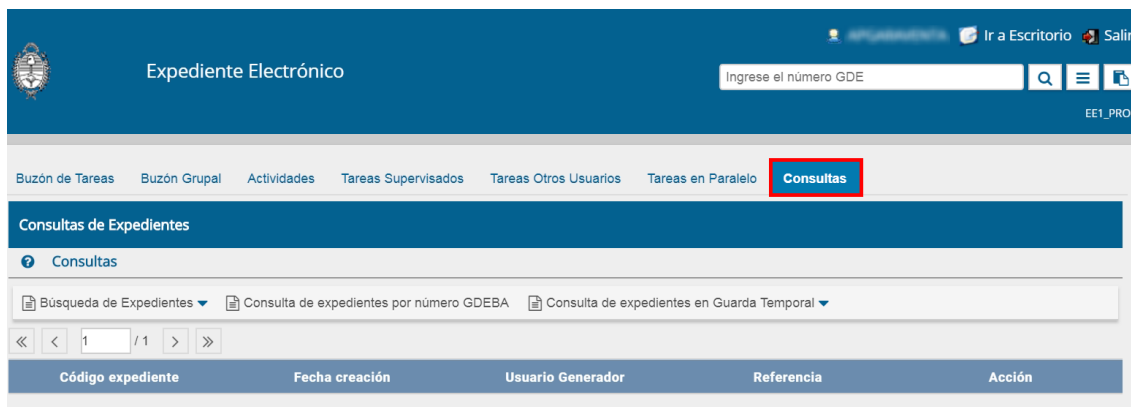 Ir a Escritorio Salir
Expediente Electrónico
Ingrese el número GDE
EE1_PRO
Buzón de Tareas Buzón Grupal Actividades Tareas Supervisados Tareas Otros Usuarios Tareas en Paralelo Consultas
Consultas de Expedientes
Consultas
Búsqueda de Expedientes Consulta de expedientes por número GDEBA Consulta de expedientes en Guarda Temporal
1 / 1
Código expediente Fecha creación Usuario Generador Referencia Acción